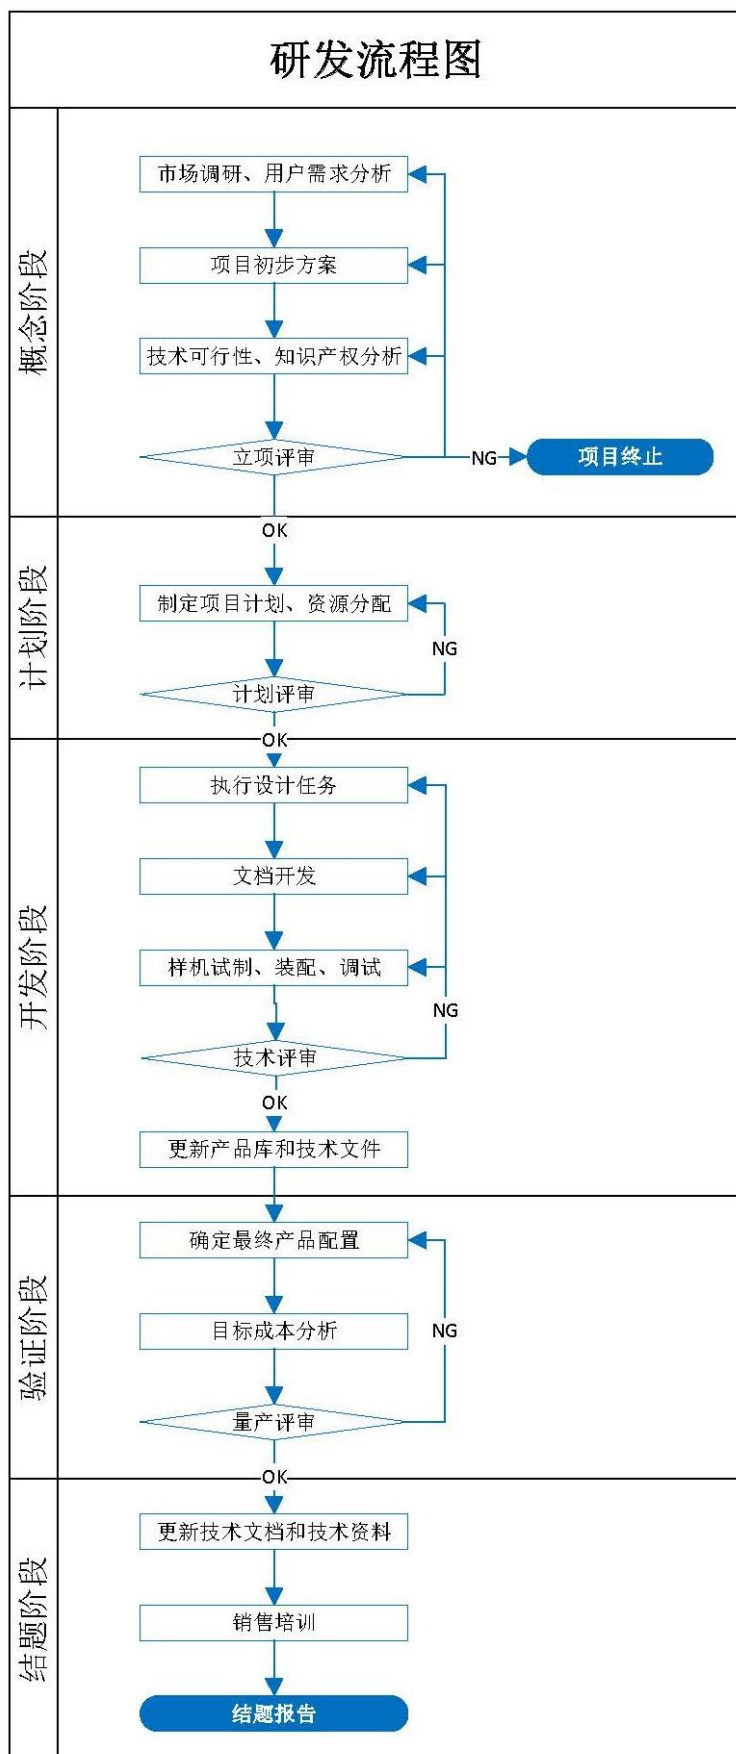 研发流程图
概念阶段
市场调研、用户需求分析
项目初步方案
技术可行性、知识产权分析
立项评审
NG
项目终止
OK
计划阶段
制定项目计划、资源分配
NG
计划评审
OK
开发阶段
执行设计任务
文档开发
样机试制、装配、调试
NG
技术评审
OK
更新产品库和技术文件
验证阶段
确定最终产品配置
目标成本分析
NG
量产评审
OK
结题阶段
更新技术文档和技术资料
销售培训
结题报告